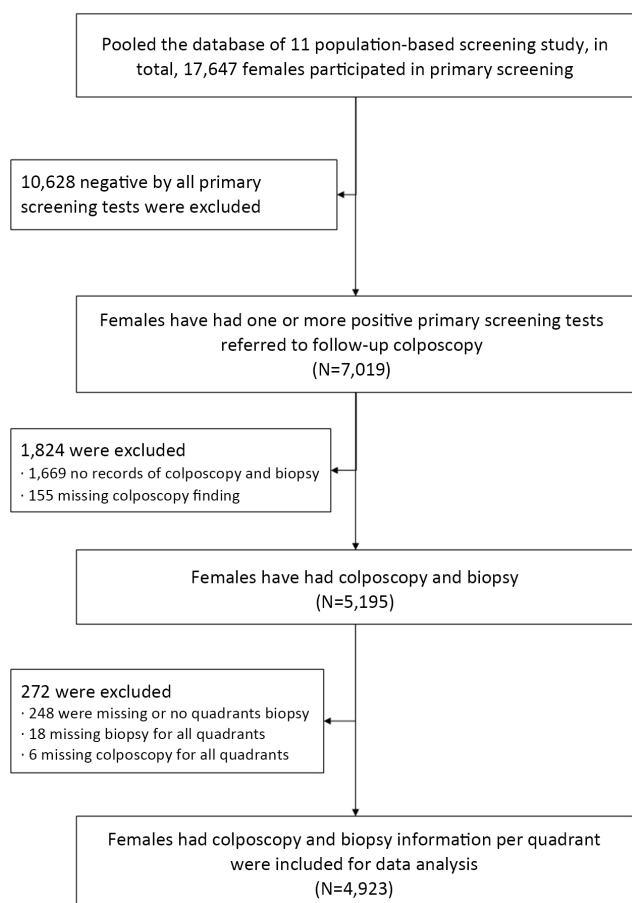 Pooled the database of 11 population-based screening study, in
total, 17,647 females participated in primary screening
10,628 negative by all primary
screening tests were excluded
Females have had one or more positive primary screening tests
referred to follow-up colposcopy
(N=7,019)
1,824 were excluded
· 1,669 no records of colposcopy and biopsy
· 155 missing colposcopy finding
Females have had colposcopy and biopsy
(N=5,195)
272 were excluded
· 248 were missing or no quadrants biopsy
· 18 missing biopsy for all quadrants
· 6 missing colposcopy for all quadrants
Females had colposcopy and biopsy information per quadrant
were included for data analysis
(N=4,923)